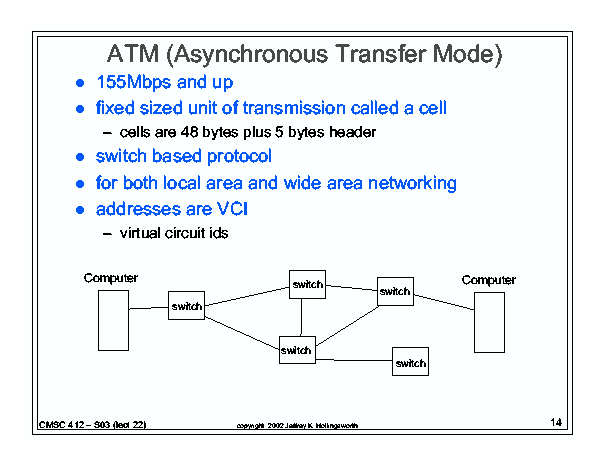 ATM (Asynchronous Transfer Mode)
● 155Mbps and up
● fixed sized unit of transmission called a cell
– cells are 48 bytes plus 5 bytes header
● switch based protocol
● for both local area and wide area networking
● addresses are VCI
– virtual circuit ids
Computer
switch
switch
switch
Computer
switch
switch
CMSC 412 – S03 (lect 22)
copyright 2002 Jeffrey K. Hollingsworth
14